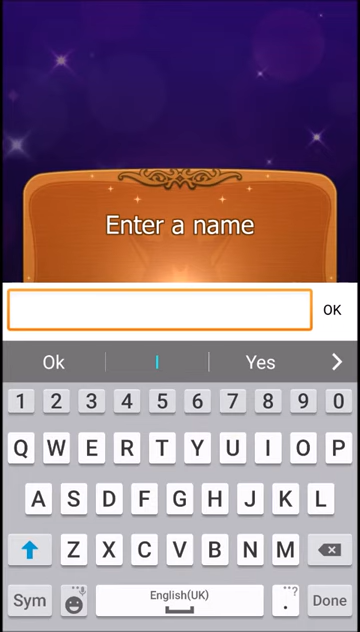 Enter a name
OK
Ok I Yes
1 2 3 4 5 6 7 8 9 0
Q W E R T Y U I O P
A S D F G H J K L
Z X C V B N M
Sym English(UK) . ? Done